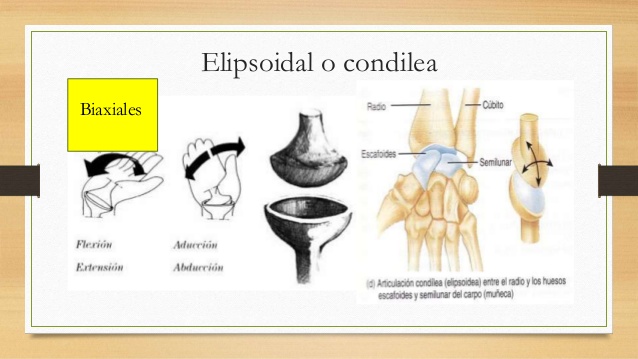 Elipsoidal o condilea
Biaxiales
Flexión
Extensión
Aducción
Abducción
Radio
Cúbito
Escafoides
Semilunar
(d) Articulación condílea (elipsoidea) entre el radio y los huesos
escafoides y semilunar del carpo (muñeca)